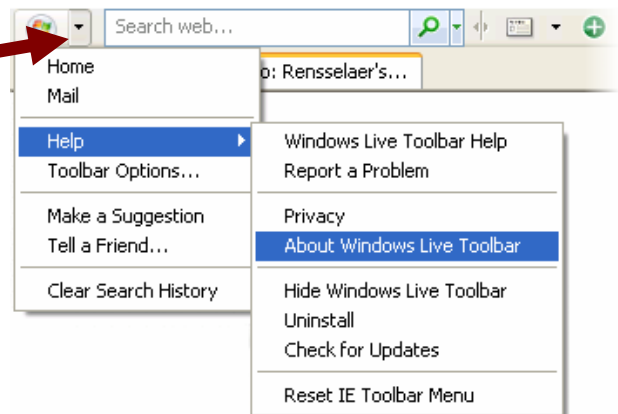 Search web...
o: Rensselaer's...
Home
Mail
Help
Toolbar Options...
Make a Suggestion
Tell a Friend...
Clear Search History
Windows Live Toolbar Help
Report a Problem
Privacy
About Windows Live Toolbar
Hide Windows Live Toolbar
Uninstall
Check for Updates
Reset IE Toolbar Menu